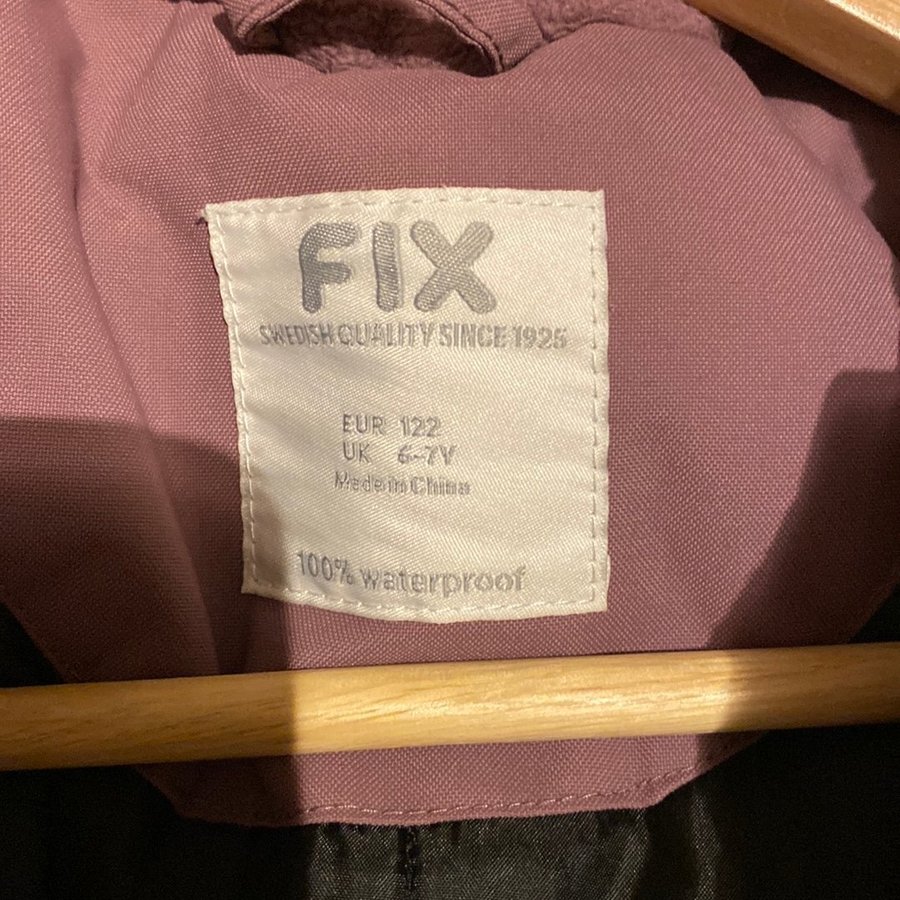 FIX
SWEDISH QUALITY SINCE 1925
EUR 122
UK 6-7Y
Made in China
100% waterproof